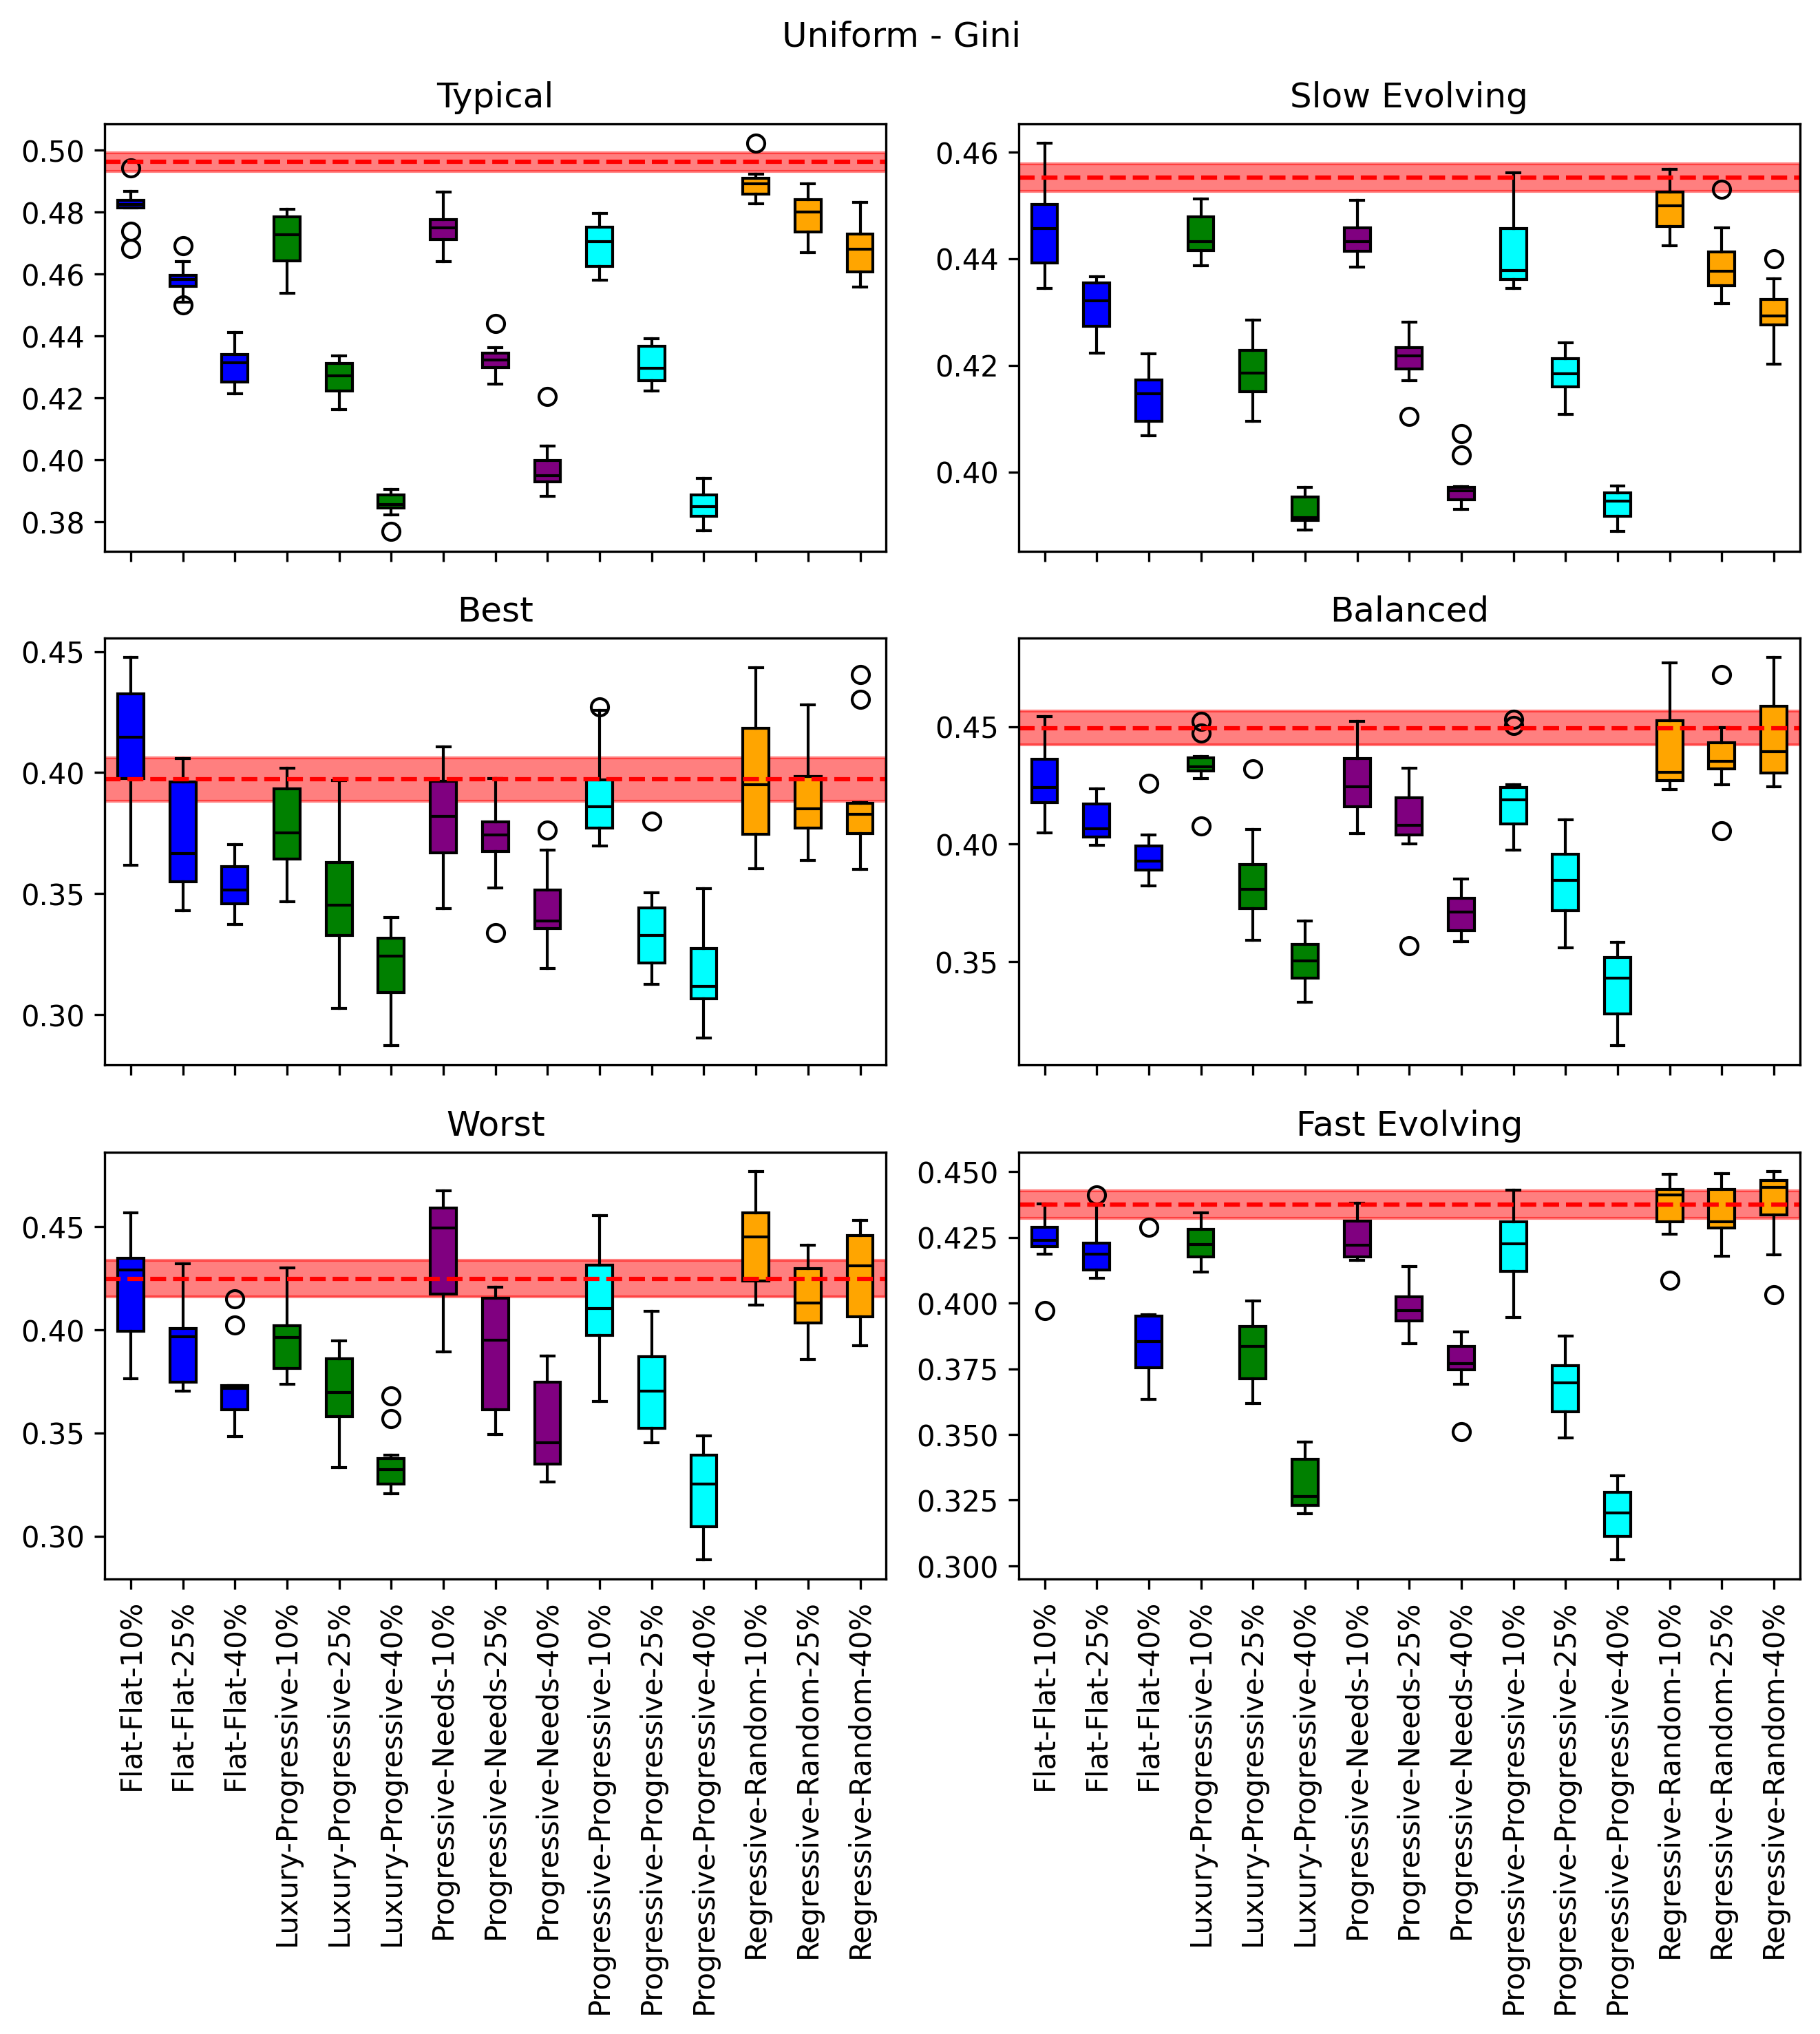 Uniform - Gini
Typical
0.50
0.48
0.46
0.44
0.42
0.40
0.38
Slow Evolving
0.46
0.44
0.42
0.40
Best
0.45
0.40
0.35
0.30
Balanced
0.45
0.40
0.35
Worst
0.45
0.40
0.35
0.30
Fast Evolving
0.450
0.425
0.400
0.375
0.350
0.325
0.300
Flat-Flat-10%
Flat-Flat-25%
Flat-Flat-40%
Luxury-Progressive-10%
Luxury-Progressive-25%
Luxury-Progressive-40%
Progressive-Needs-10%
Progressive-Needs-25%
Progressive-Needs-40%
Progressive-Progressive-10%
Progressive-Progressive-25%
Progressive-Progressive-40%
Regressive-Random-10%
Regressive-Random-25%
Regressive-Random-40%
Flat-Flat-10%
Flat-Flat-25%
Flat-Flat-40%
Luxury-Progressive-10%
Luxury-Progressive-25%
Luxury-Progressive-40%
Progressive-Needs-10%
Progressive-Needs-25%
Progressive-Needs-40%
Progressive-Progressive-10%
Progressive-Progressive-25%
Progressive-Progressive-40%
Regressive-Random-10%
Regressive-Random-25%
Regressive-Random-40%